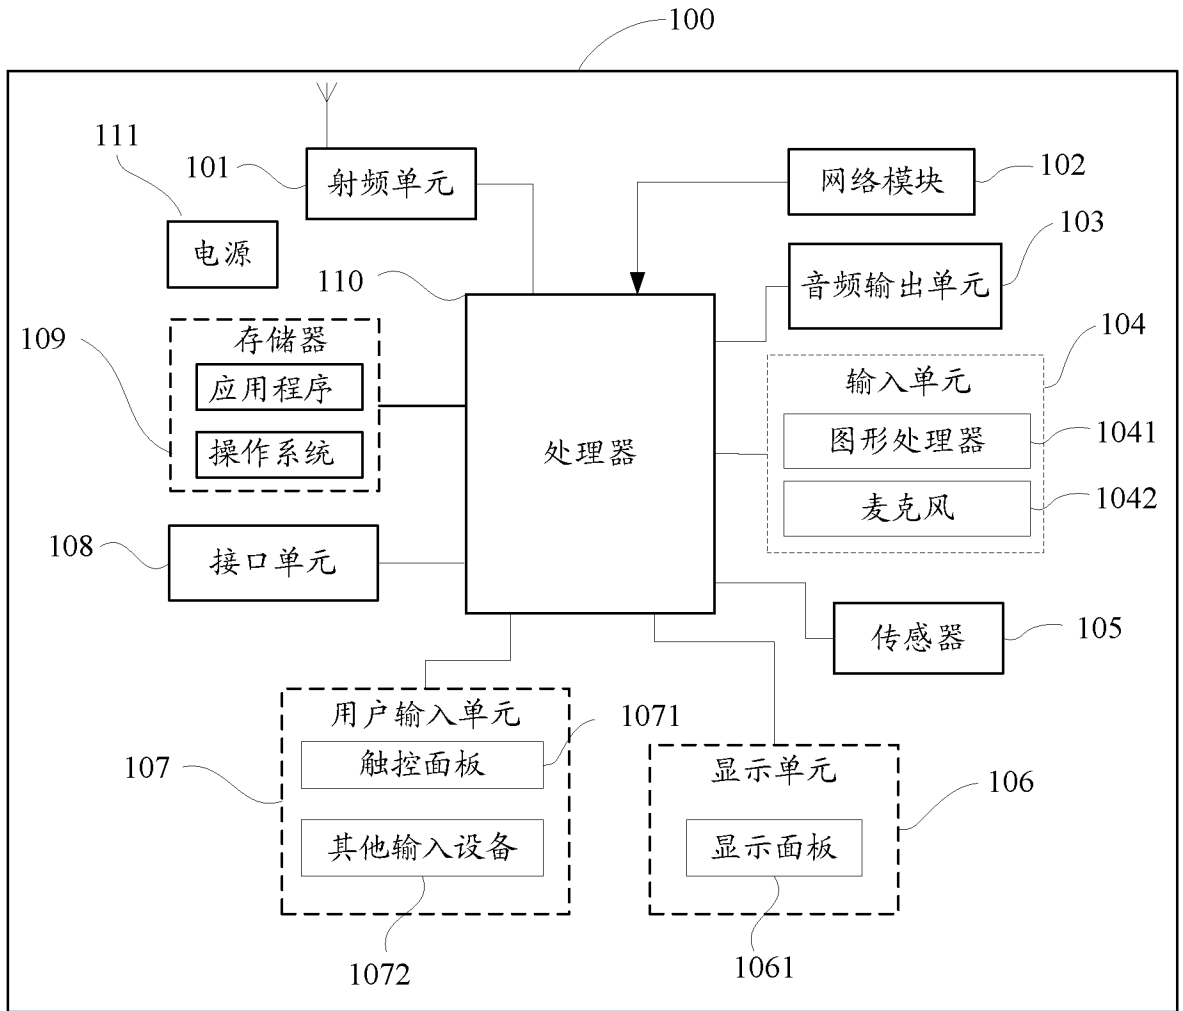 100
111
101
射频单元
网络模块
102
电源
110
音频输出单元
103
109
存储器
应用程序
操作系统
处理器
104
输入单元
图形处理器
1041
麦克风
1042
108
接口单元
传感器
105
107
用户输入单元
1071
触控面板
其他输入设备
1072
显示单元
106
显示面板
1061